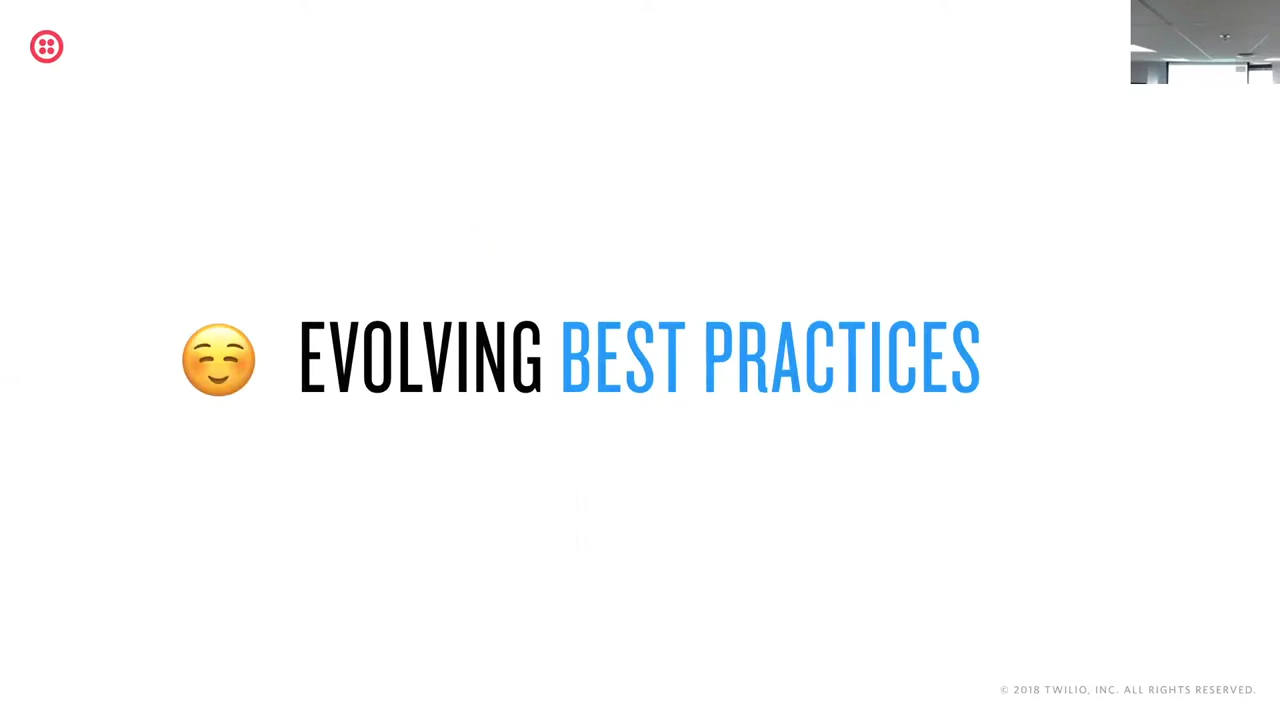 EVOLVING BEST PRACTICES
© 2018 TWILIO, INC. ALL RIGHTS RESERVED.